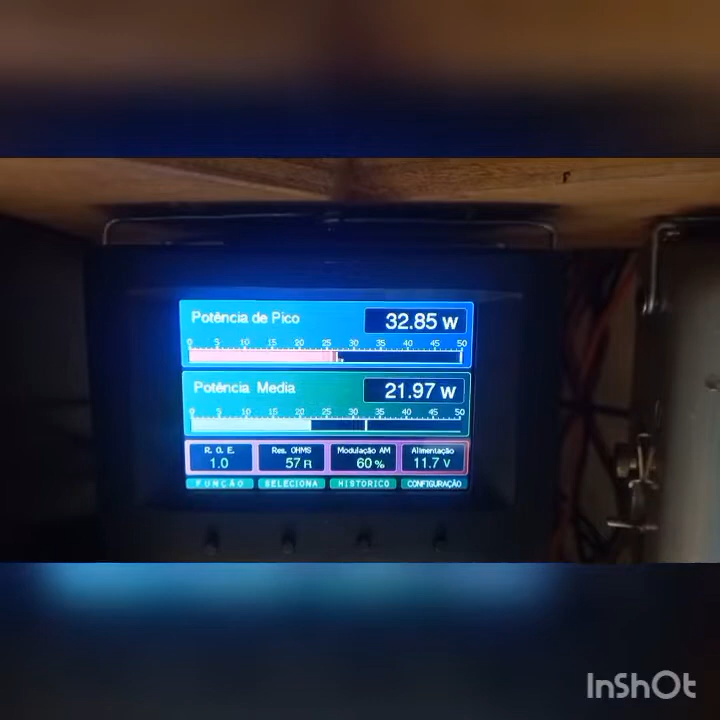 Potência de Pico 32.85 W
0 5 10 15 20 25 30 35 40 45 50
Potência Media 21.97 W
0 5 10 15 20 25 30 35 40 45 50
R. O. E. Res. OHMS Modulação AM Alimentação
1.0 57 R 60 % 11.7 V
FUNCÃO SELECIONA HISTORICO CONFIGURAÇÃO
InShOt